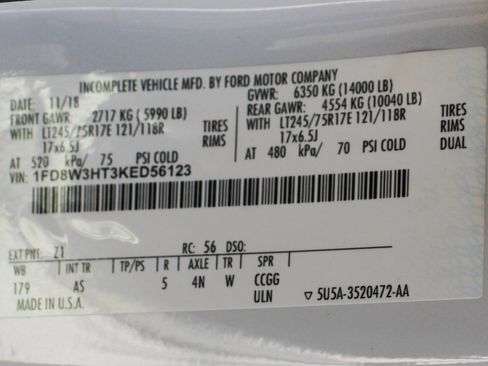 INCOMPLETE VEHICLE MFD. BY FORD MOTOR COMPANY
DATE: 11/18 GVWR: 6350 KG (14000 LB)
FRONT GAWR: 2717 KG (5990 LB) REAR GAWR: 4554 KG (10040 LB)
WITH LT245/75R17E 121/118R TIRES WITH LT245/75R17E 121/118R TIRES
17x6.5J RIMS 17x6.5J RIMS
AT 520 kPa/ 75 PSI COLD AT 480 kPa/ 70 PSI COLD DUAL
VIN: 1FD8W3HT3KED56123
EXT PNT: Z1 RC: 56 DSO:
WB INT TR TP/PS R AXLE TR SPR
179 AS 5 4N W CCGG
MADE IN U.S.A. ULN ▽ 5U5A-3520472-AA